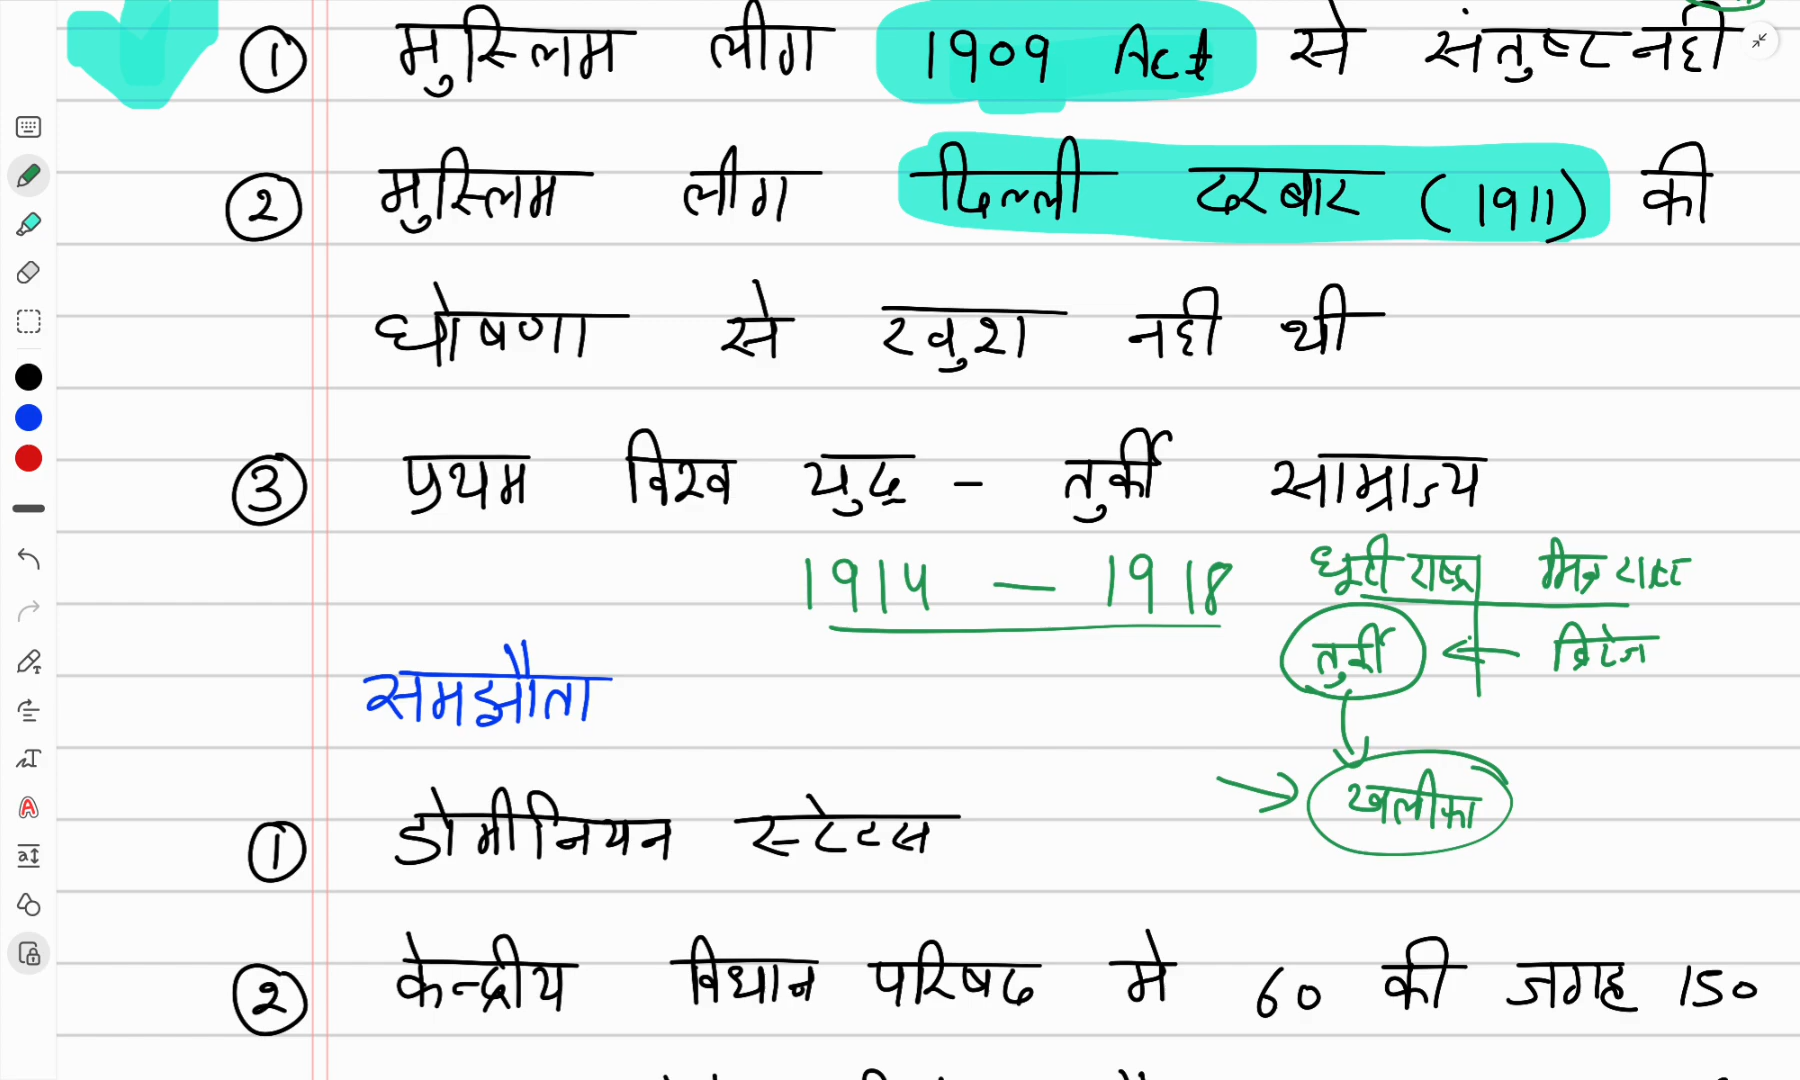 ① मुस्लिम लीग 1909 Act से संतुष्ट नही
② मुस्लिम लीग दिल्ली दरबार (1911) की
घोषणा से खुश नही थी
③ प्रथम विश्व युद्ध - तुर्की साम्राज्य
1914 — 1918
धूरी राष्ट्र मित्र राष्ट्र
तुर्की ← ब्रिटेन
→ खलीफा
समझौता
① डोमीनियन स्टेटस
② केन्द्रीय विधान परिषद मे 60 की जगह 150